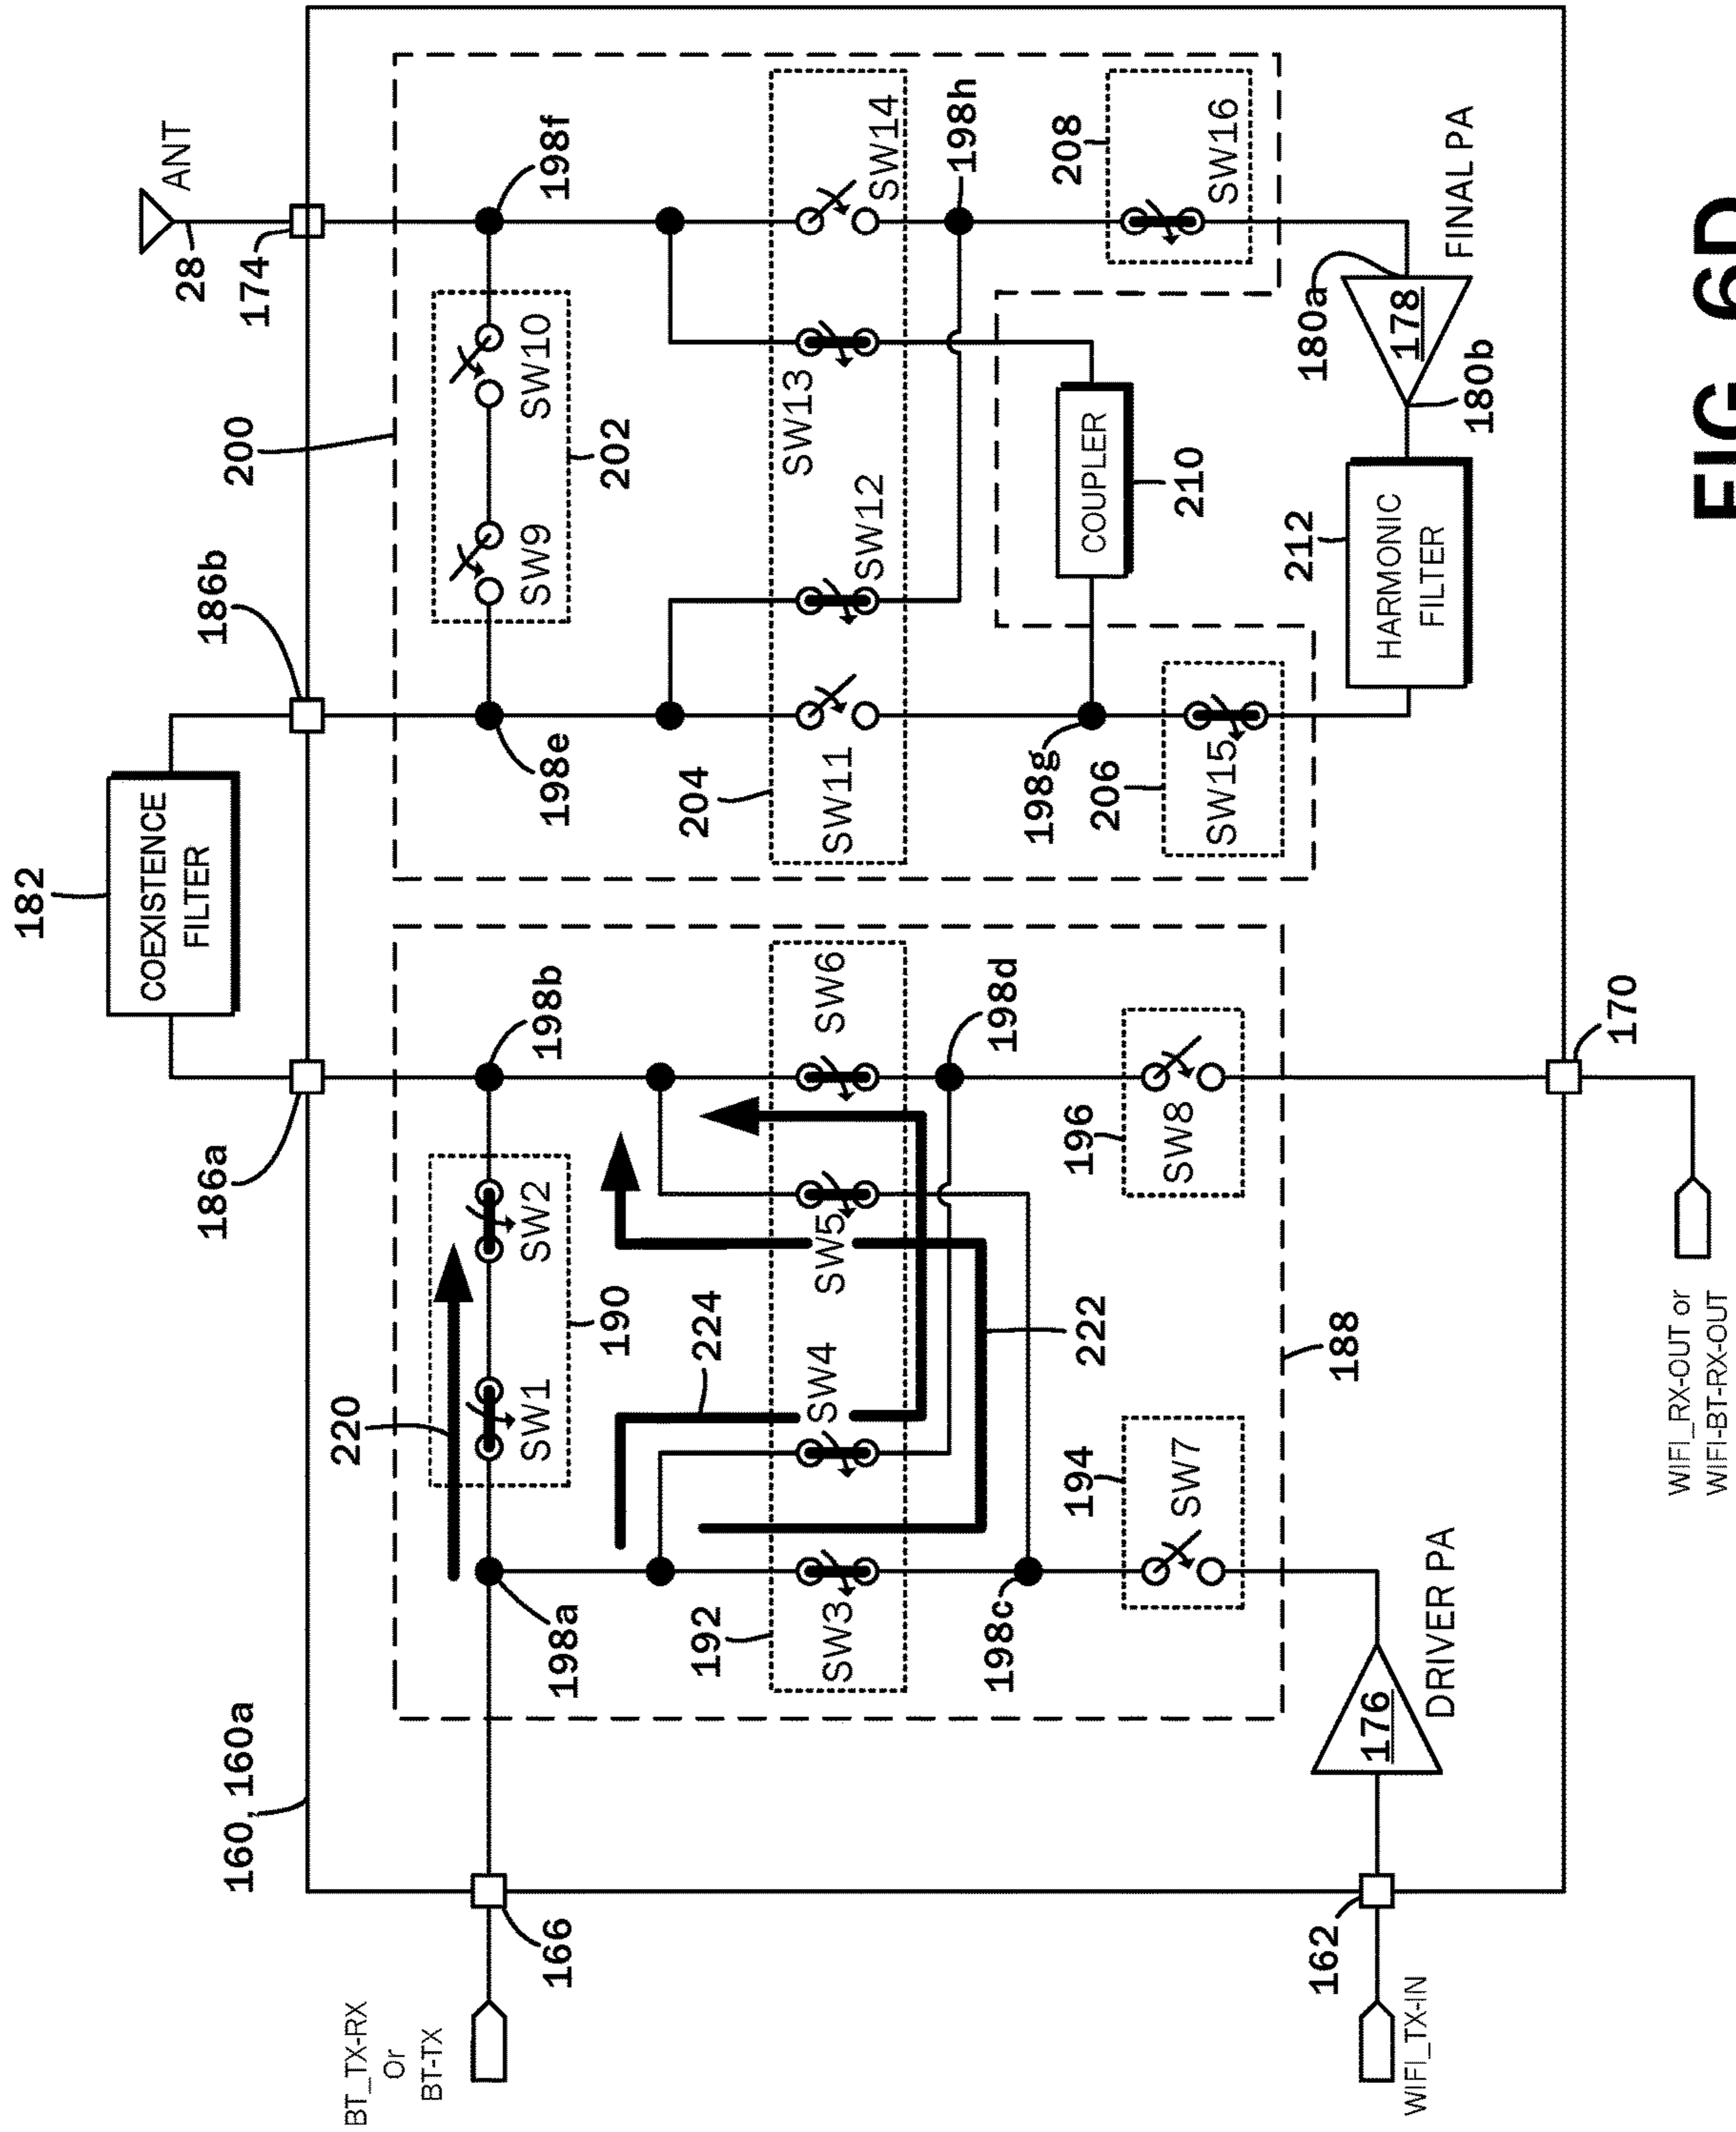 182
COEXISTENCE
FILTER
ANT
28
174
186a
186b
160, 160a
200
220
198b
198e
198f
SW1
SW2
SW9
SW10
190
202
166
BT_TX-RX
Or
BT-TX
198a
224
192
204
SW3
SW4
SW5
SW6
SW11
SW12
SW13
SW14
198c
198d
198g
198h
222
194
196
206
208
SW7
SW8
SW15
SW16
COUPLER
210
188
212
HARMONIC
FILTER
180a
180b
178
FINAL PA
162
WIFI_TX-IN
176
DRIVER PA
170
WIFI_RX-OUT or
WIFI-BT-RX-OUT
FIG. 6D